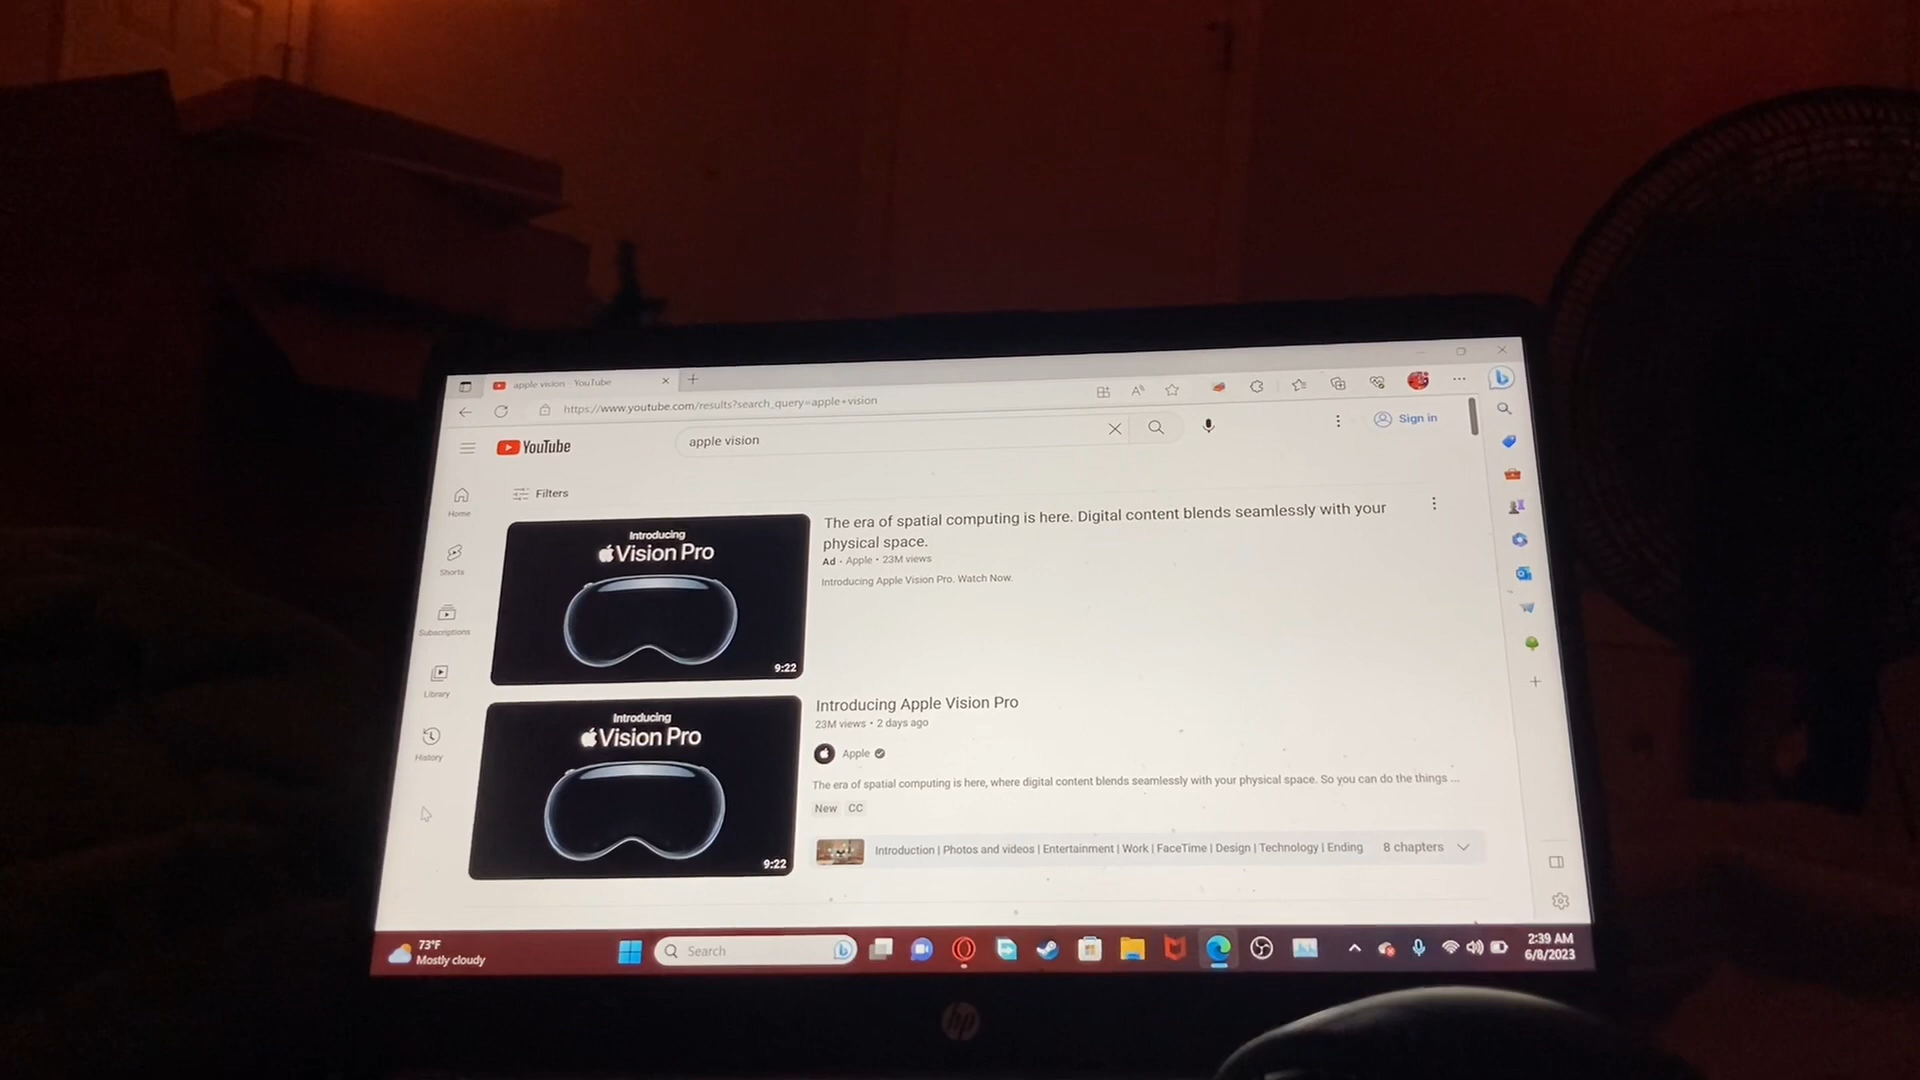 apple vision - YouTube
https://www.youtube.com/results?search_query=apple+vision
YouTube
apple vision
Sign in
Home
Shorts
Subscriptions
Library
History
Filters
Introducing
Vision Pro
9:22
The era of spatial computing is here. Digital content blends seamlessly with your
physical space.
Ad · Apple · 23M views
Introducing Apple Vision Pro. Watch Now.
Introducing
Vision Pro
9:22
Introducing Apple Vision Pro
23M views · 2 days ago
Apple
The era of spatial computing is here, where digital content blends seamlessly with your physical space. So you can do the things ...
New CC
Introduction | Photos and videos | Entertainment | Work | FaceTime | Design | Technology | Ending 8 chapters
73°F
Mostly cloudy
Search
2:39 AM
6/8/2023
hp